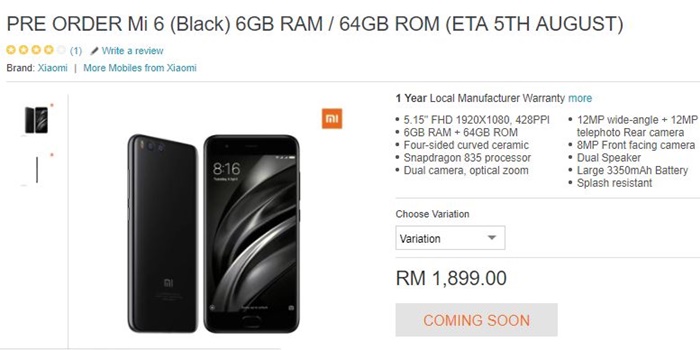 PRE ORDER Mi 6 (Black) 6GB RAM / 64GB ROM (ETA 5TH AUGUST)
(1) Write a review
Brand: Xiaomi | More Mobiles from Xiaomi
mi
8:16
mi
1 Year Local Manufacturer Warranty more
• 5.15" FHD 1920X1080, 428PPI
• 6GB RAM + 64GB ROM
• Four-sided curved ceramic
• Snapdragon 835 processor
• Dual camera, optical zoom
• 12MP wide-angle + 12MP
telephoto Rear camera
• 8MP Front facing camera
• Dual Speaker
• Large 3350mAh Battery
• Splash resistant
Choose Variation
Variation
RM 1,899.00
COMING SOON